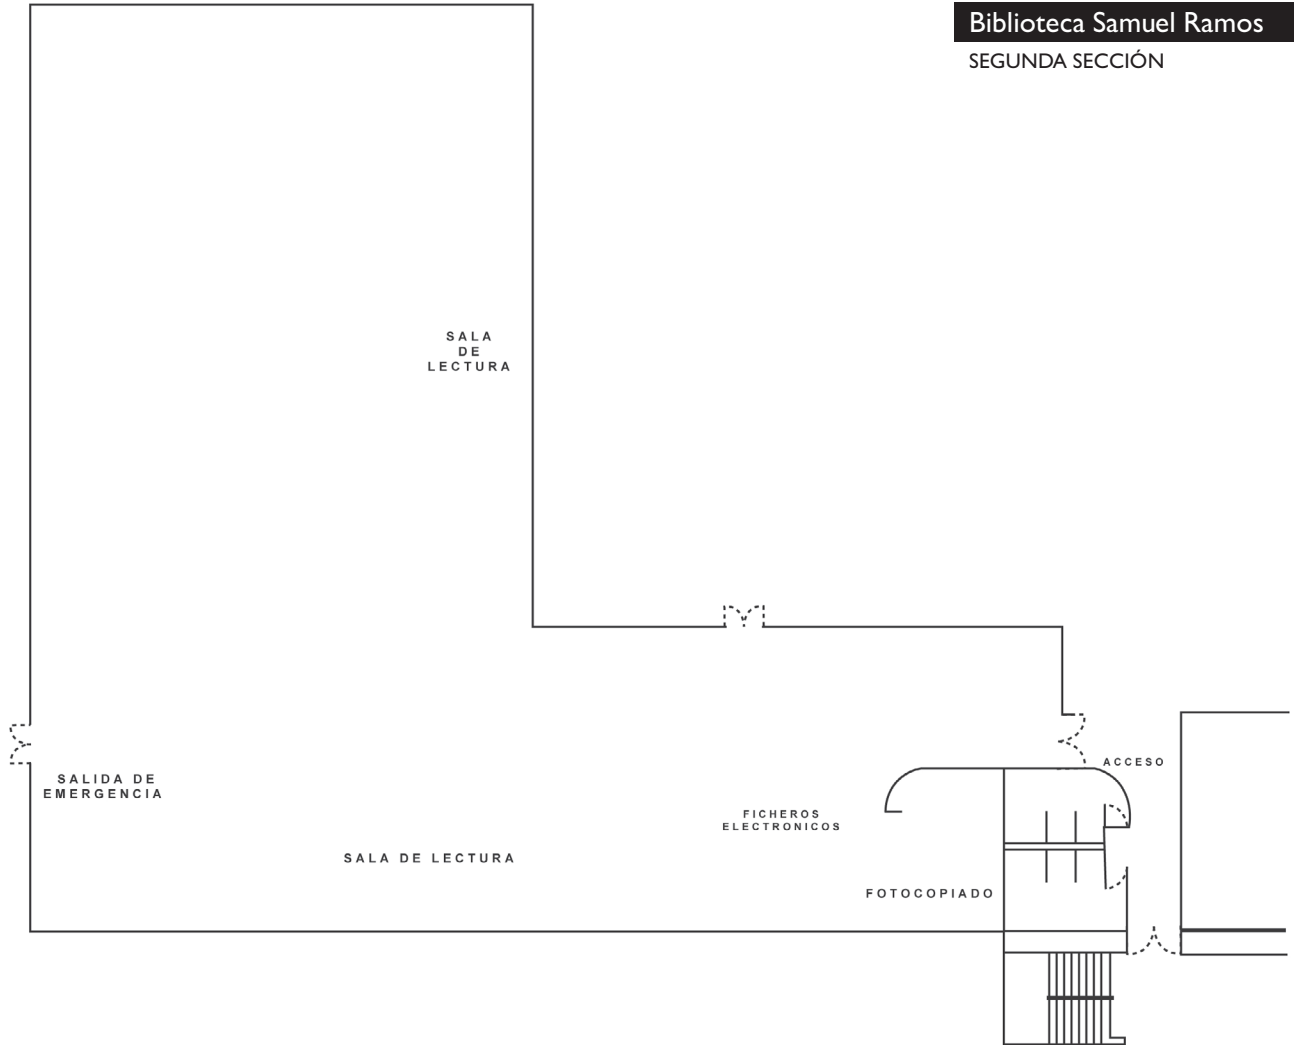 Biblioteca Samuel Ramos
SEGUNDA SECCIÓN
SALA
DE
LECTURA
ACCESO
SALIDA DE
EMERGENCIA
FICHEROS
ELECTRONICOS
SALA DE LECTURA
FOTOCOPIADO